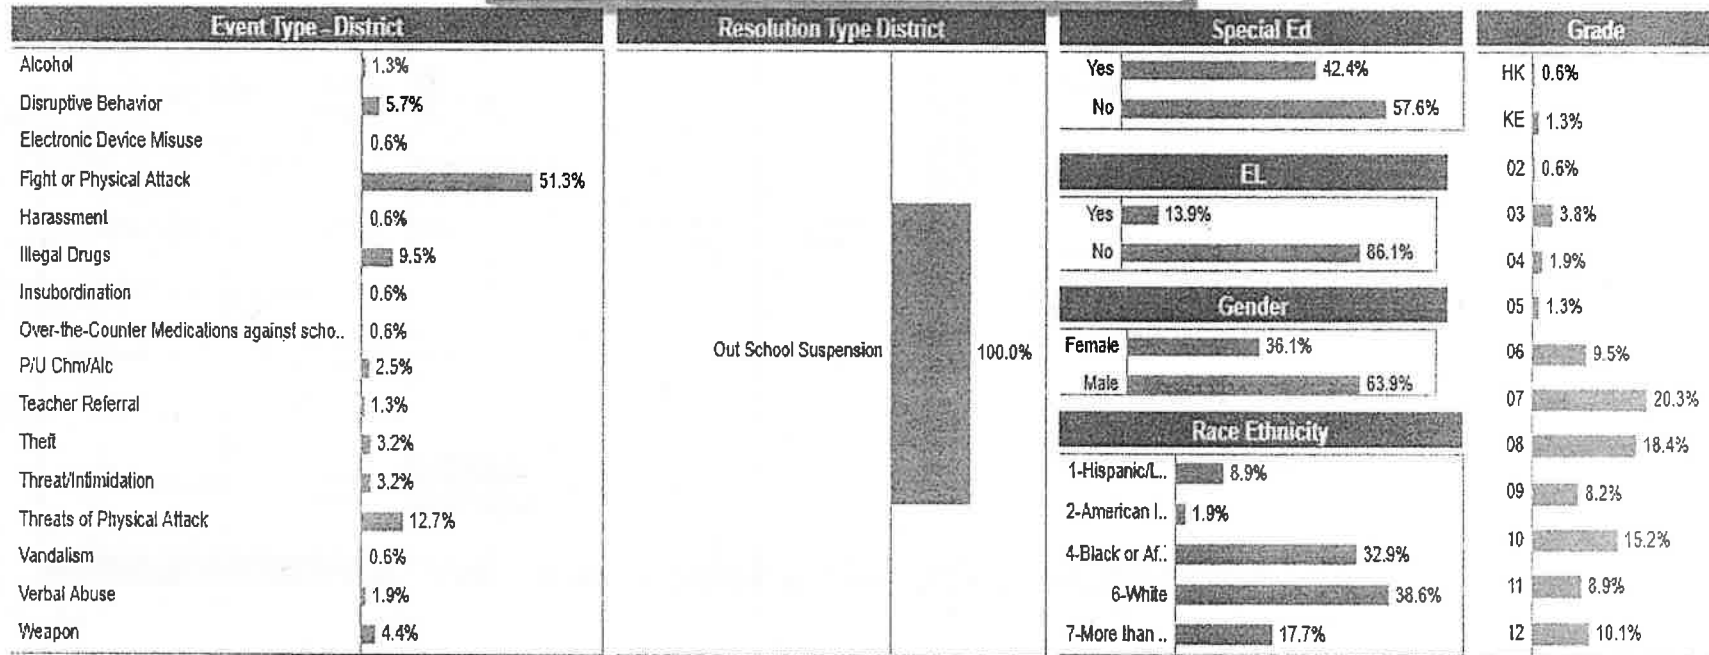 Event Type - District
Alcohol 1.3%
Disruptive Behavior 5.7%
Electronic Device Misuse 0.6%
Fight or Physical Attack 51.3%
Harassment 0.6%
Illegal Drugs 9.5%
Insubordination 0.6%
Over-the-Counter Medications against scho.. 0.6%
P/U Chm/Alc 2.5%
Teacher Referral 1.3%
Theft 3.2%
Threat/Intimidation 3.2%
Threats of Physical Attack 12.7%
Vandalism 0.6%
Verbal Abuse 1.9%
Weapon 4.4%
Resolution Type District
Out School Suspension 100.0%
Special Ed
Yes 42.4%
No 57.6%
EL
Yes 13.9%
No 86.1%
Gender
Female 36.1%
Male 63.9%
Race Ethnicity
1-Hispanic/L.. 8.9%
2-American I.. 1.9%
4-Black or Af.. 32.9%
6-White 38.6%
7-More than .. 17.7%
Grade
HK 0.6%
KE 1.3%
02 0.6%
03 3.8%
04 1.9%
05 1.3%
06 9.5%
07 20.3%
08 18.4%
09 8.2%
10 15.2%
11 8.9%
12 10.1%